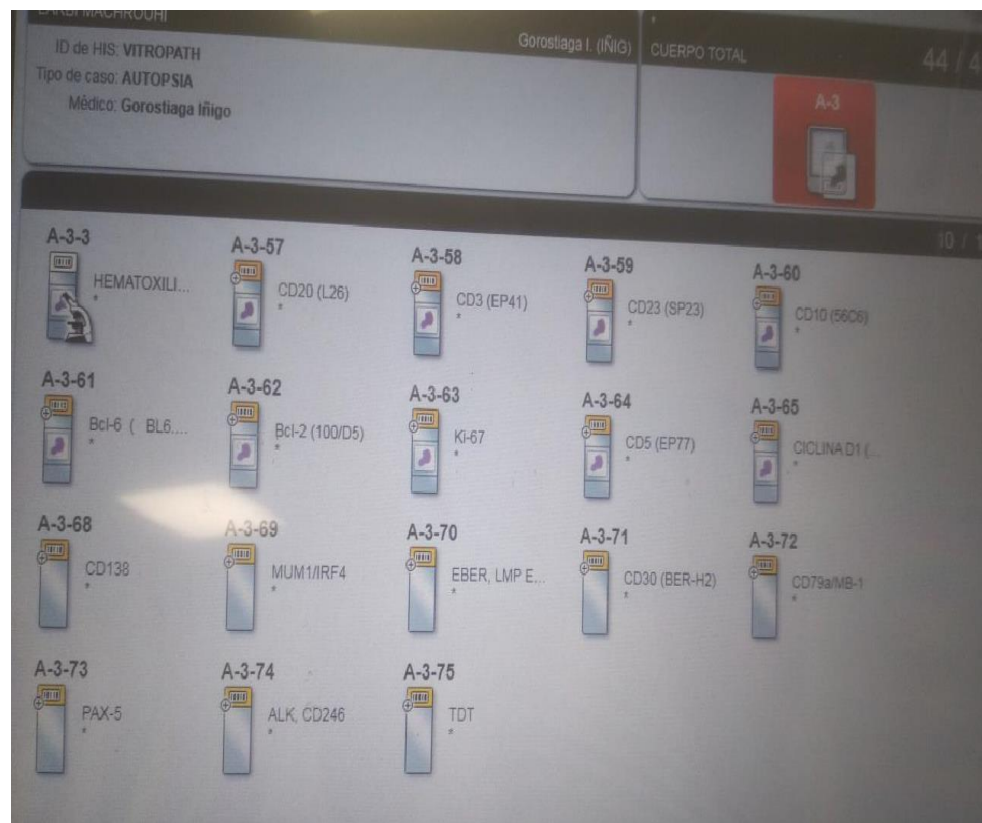 LARBI MACHROUHI
ID de HIS: VITROPATH
Gorostiaga I. (IÑIG)
Tipo de caso: AUTOPSIA
Médico: Gorostiaga Iñigo
*
CUERPO TOTAL
44 / 4
A-3
10 / 1
A-3-3
HEMATOXILI...
*
A-3-57
CD20 (L26)
*
A-3-58
CD3 (EP41)
*
A-3-59
CD23 (SP23)
*
A-3-60
CD10 (56C6)
*
A-3-61
Bcl-6 ( BL6....
*
A-3-62
Bcl-2 (100/D5)
*
A-3-63
Ki-67
*
A-3-64
CD5 (EP77)
*
A-3-65
CICLINA D1 (...
*
A-3-68
CD138
*
A-3-69
MUM1/IRF4
*
A-3-70
EBER, LMP E...
*
A-3-71
CD30 (BER-H2)
*
A-3-72
CD79a/MB-1
*
A-3-73
PAX-5
*
A-3-74
ALK, CD246
*
A-3-75
TDT
*